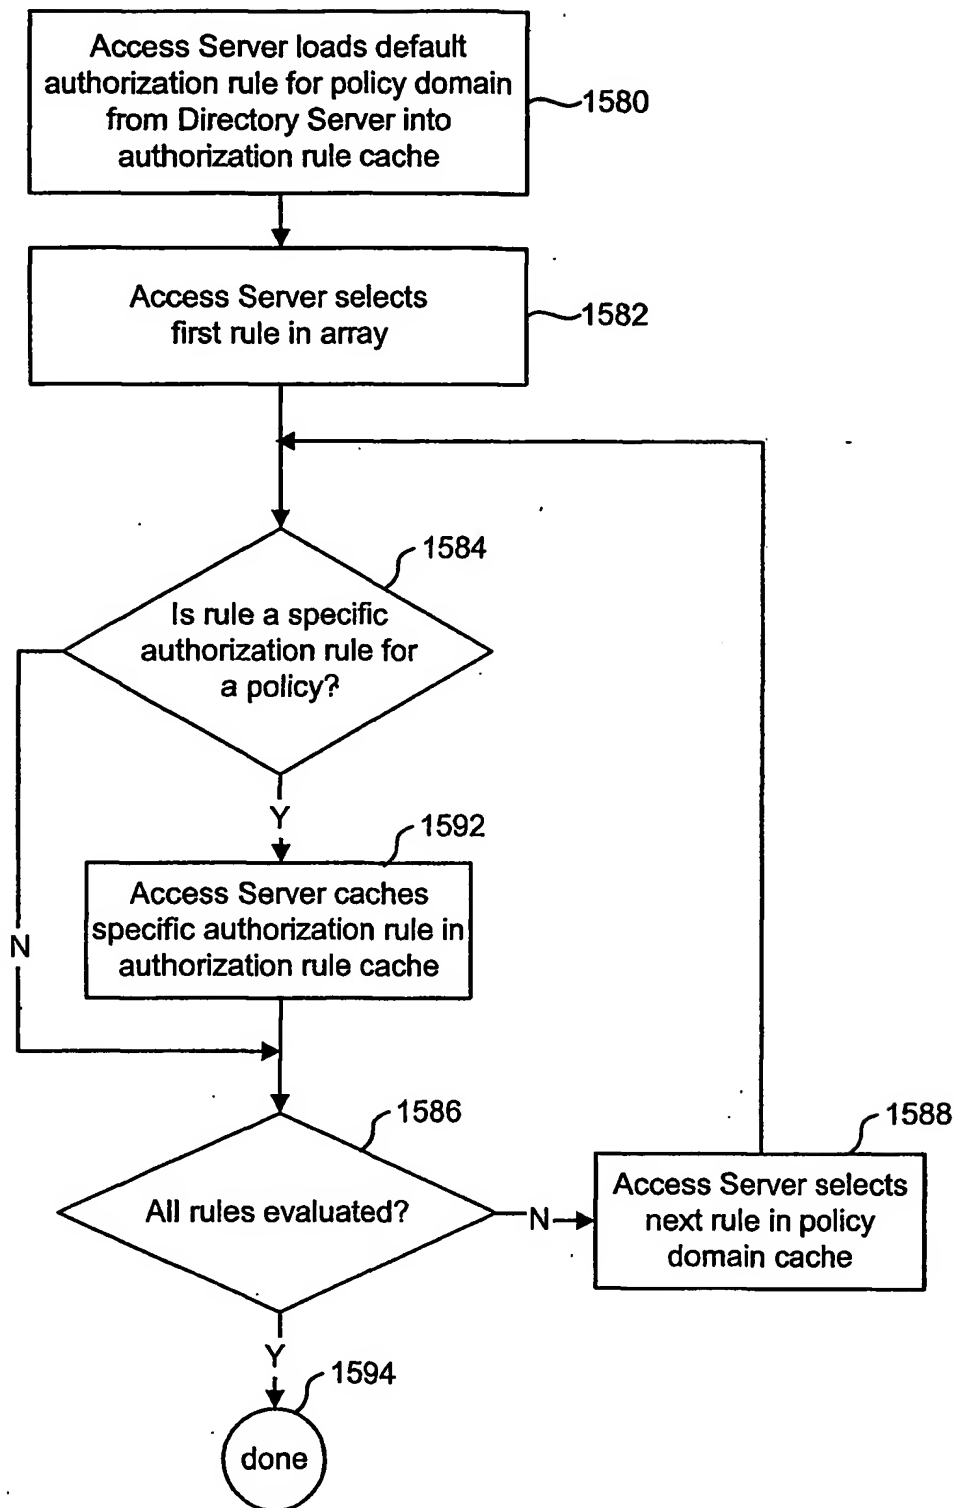 Access Server loads default
authorization rule for policy domain
from Directory Server into
authorization rule cache
1580
Access Server selects
first rule in array
1582
1584
Is rule a specific
authorization rule for
a policy?
Y
1592
Access Server caches
specific authorization rule in
authorization rule cache
N
1586
All rules evaluated?
N
1588
Access Server selects
next rule in policy
domain cache
Y
1594
done